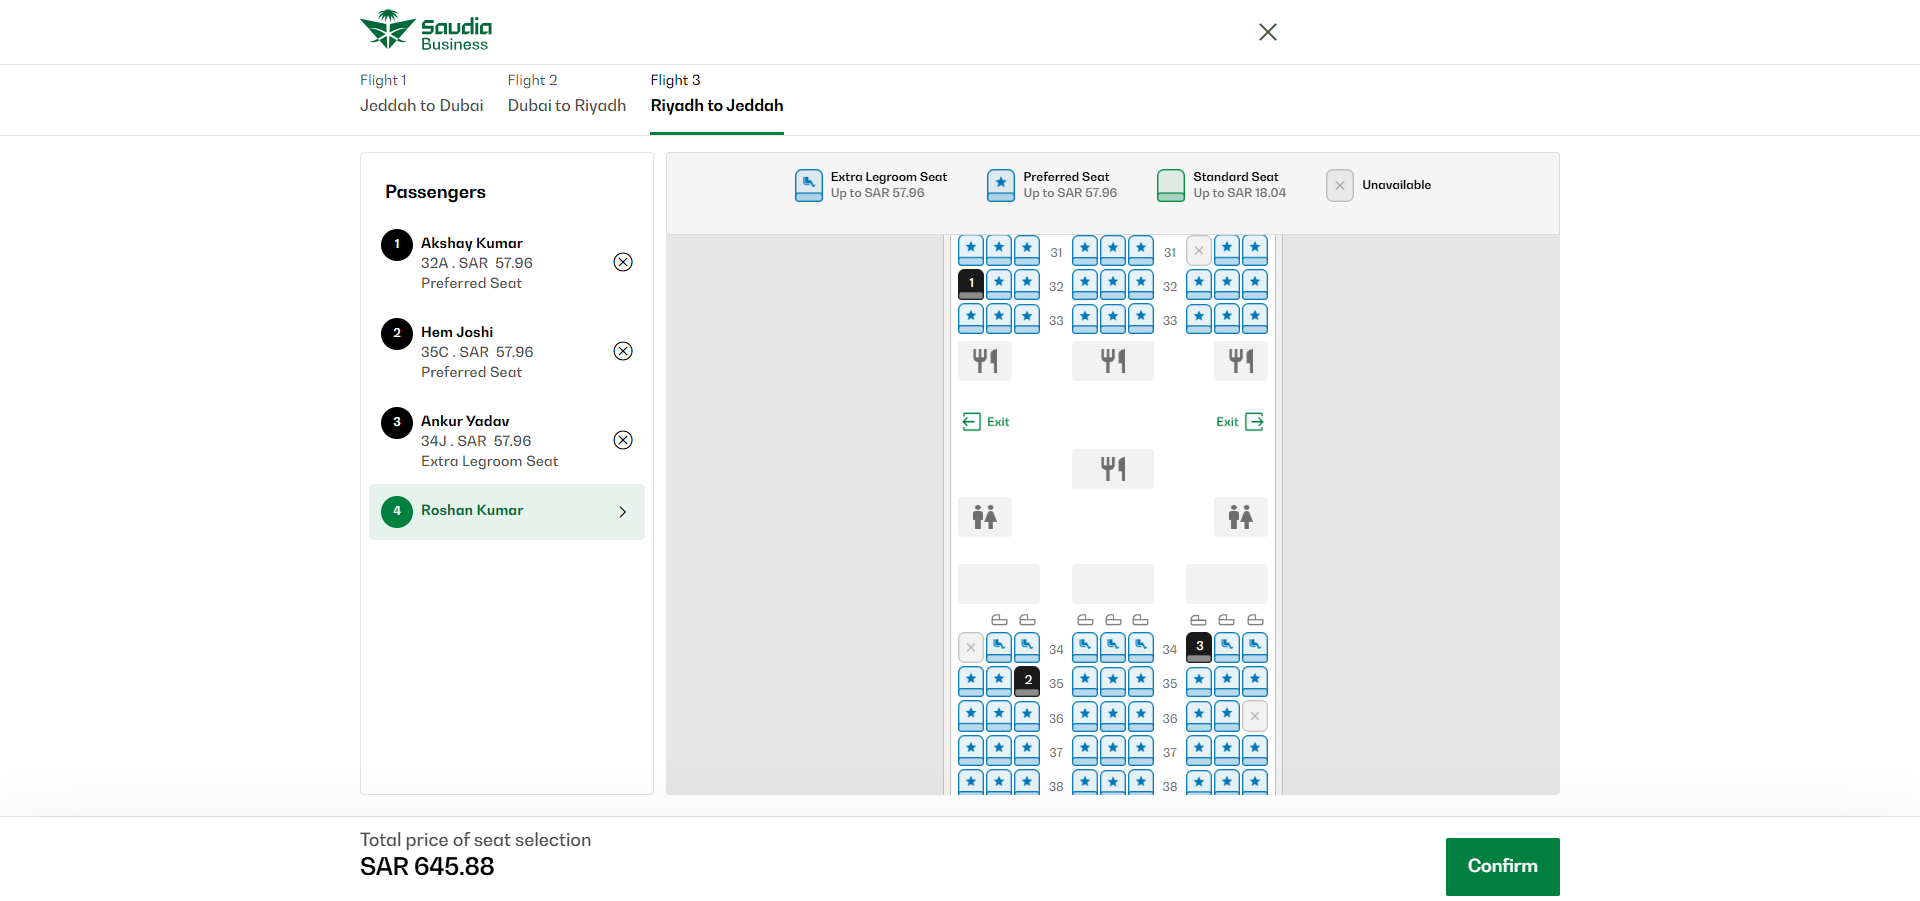 Saudia
Business
Flight 1
Jeddah to Dubai
Flight 2
Dubai to Riyadh
Flight 3
Riyadh to Jeddah
Passengers
1
Akshay Kumar
32A . SAR 57.96
Preferred Seat
2
Hem Joshi
35C . SAR 57.96
Preferred Seat
3
Ankur Yadav
34J . SAR 57.96
Extra Legroom Seat
4
Roshan Kumar
Extra Legroom Seat
Up to SAR 57.96
Preferred Seat
Up to SAR 57.96
Standard Seat
Up to SAR 18.04
Unavailable
31 31
1 32 32
33 33
Exit Exit
34 34 3
2 35 35
36 36
37 37
38 38
Total price of seat selection
SAR 645.88
Confirm